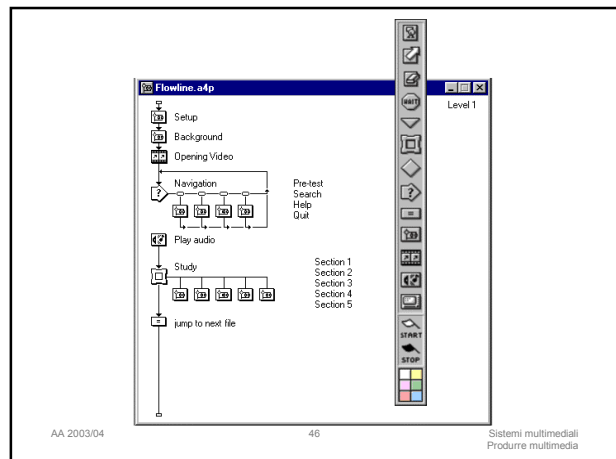 Flowline.a4p
Level 1
Setup
Background
Opening Video
Navigation
?
Pre-test
Search
Help
Quit
Play audio
Study
Section 1
Section 2
Section 3
Section 4
Section 5
=
jump to next file
WAIT
?
=
START
STOP
AA 2003/04
46
Sistemi multimediali
Produrre multimedia